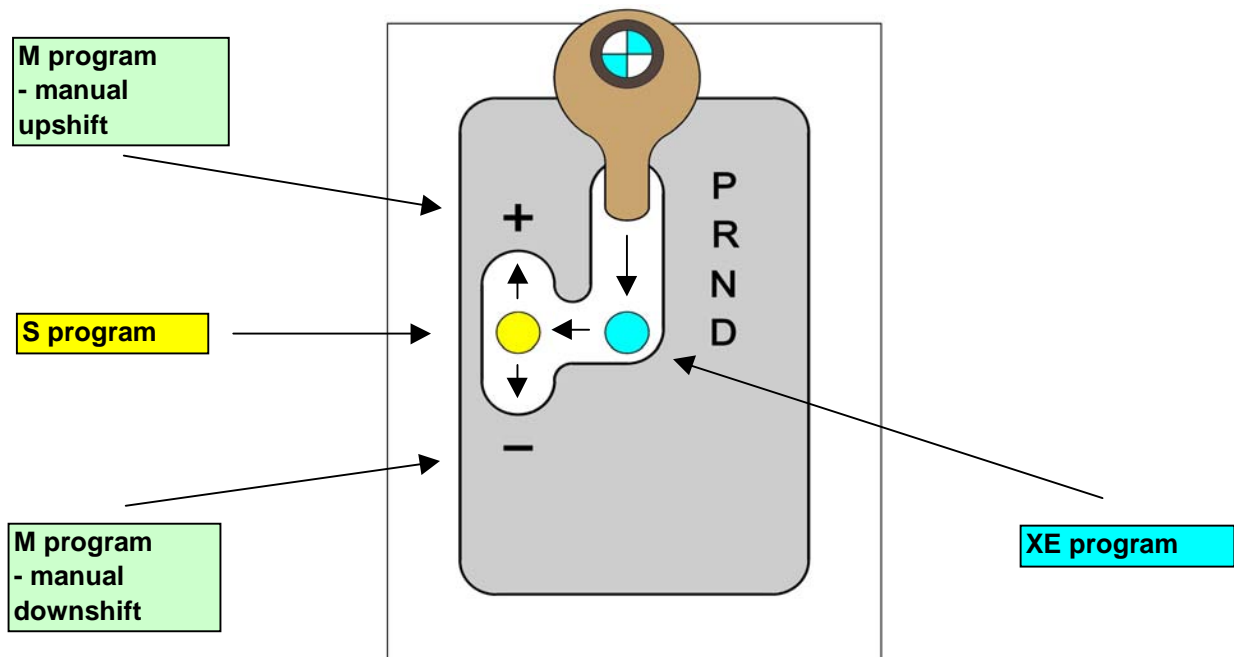 M program
- manual
upshift
+
S program
−
M program
- manual
downshift
P
R
N
D
XE program